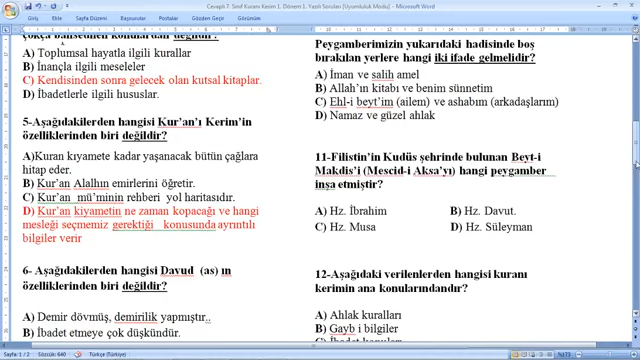 Cevaplı 7. Sınıf Kuranı Kerim 1. Dönem 1. Yazılı Soruları [Uyumluluk Modu] - Microsoft Word
Giriş Ekle Sayfa Düzeni Başvurular Postalar Gözden Geçir Görünüm
çokça bahsedilen konulardan değildir?
A) Toplumsal hayatla ilgili kurallar
B) İnançla ilgili meseleler
C) Kendisinden sonra gelecek olan kutsal kitaplar.
D) İbadetlerle ilgili hususlar.
5-Aşağıdakilerden hangisi Kur'an'ı Kerim'in
özelliklerinden biri değildir?
A)Kuran kıyamete kadar yaşanacak bütün çağlara
hitap eder.
B) Kur'an Alalhın emirlerini öğretir.
C) Kur'an mü'minin rehberi yol haritasıdır.
D) Kur'an kiyametin ne zaman kopacağı ve hangi
mesleği seçmemiz gerektiği konusunda ayrıntılı
bilgiler verir
6- Aşağıdakilerden hangisi Davud (as) ın
özelliklerinden biri değildir?
A) Demir dövmüş, demirilik yapmıştır..
B) İbadet etmeye çok düşkündür.
Peygamberimizin yukarıdaki hadisinde boş
bırakılan yerlere hangi iki ifade gelmelidir?
A) İman ve salih amel
B) Allah'ın kitabı ve benim sünnetim
C) Ehl-i beyt'im (ailem) ve ashabım (arkadaşlarım)
D) Namaz ve güzel ahlak
11-Filistin'in Kudüs şehrinde bulunan Beyt-i
Makdis'i (Mescid-i Aksa'yı) hangi peygamber
inşa etmiştir?
A) Hz. İbrahim B) Hz. Davut.
C) Hz. Musa D) Hz. Süleyman
12-Aşağıdaki verilenlerden hangisi kuranı
kerimin ana konularındandır?
A) Ahlak kuralları
B) Gayb i bilgiler
C) İbadet konuları
Sayfa: 1 / 2 Sözcük: 640 Türkçe (Türkiye) %173